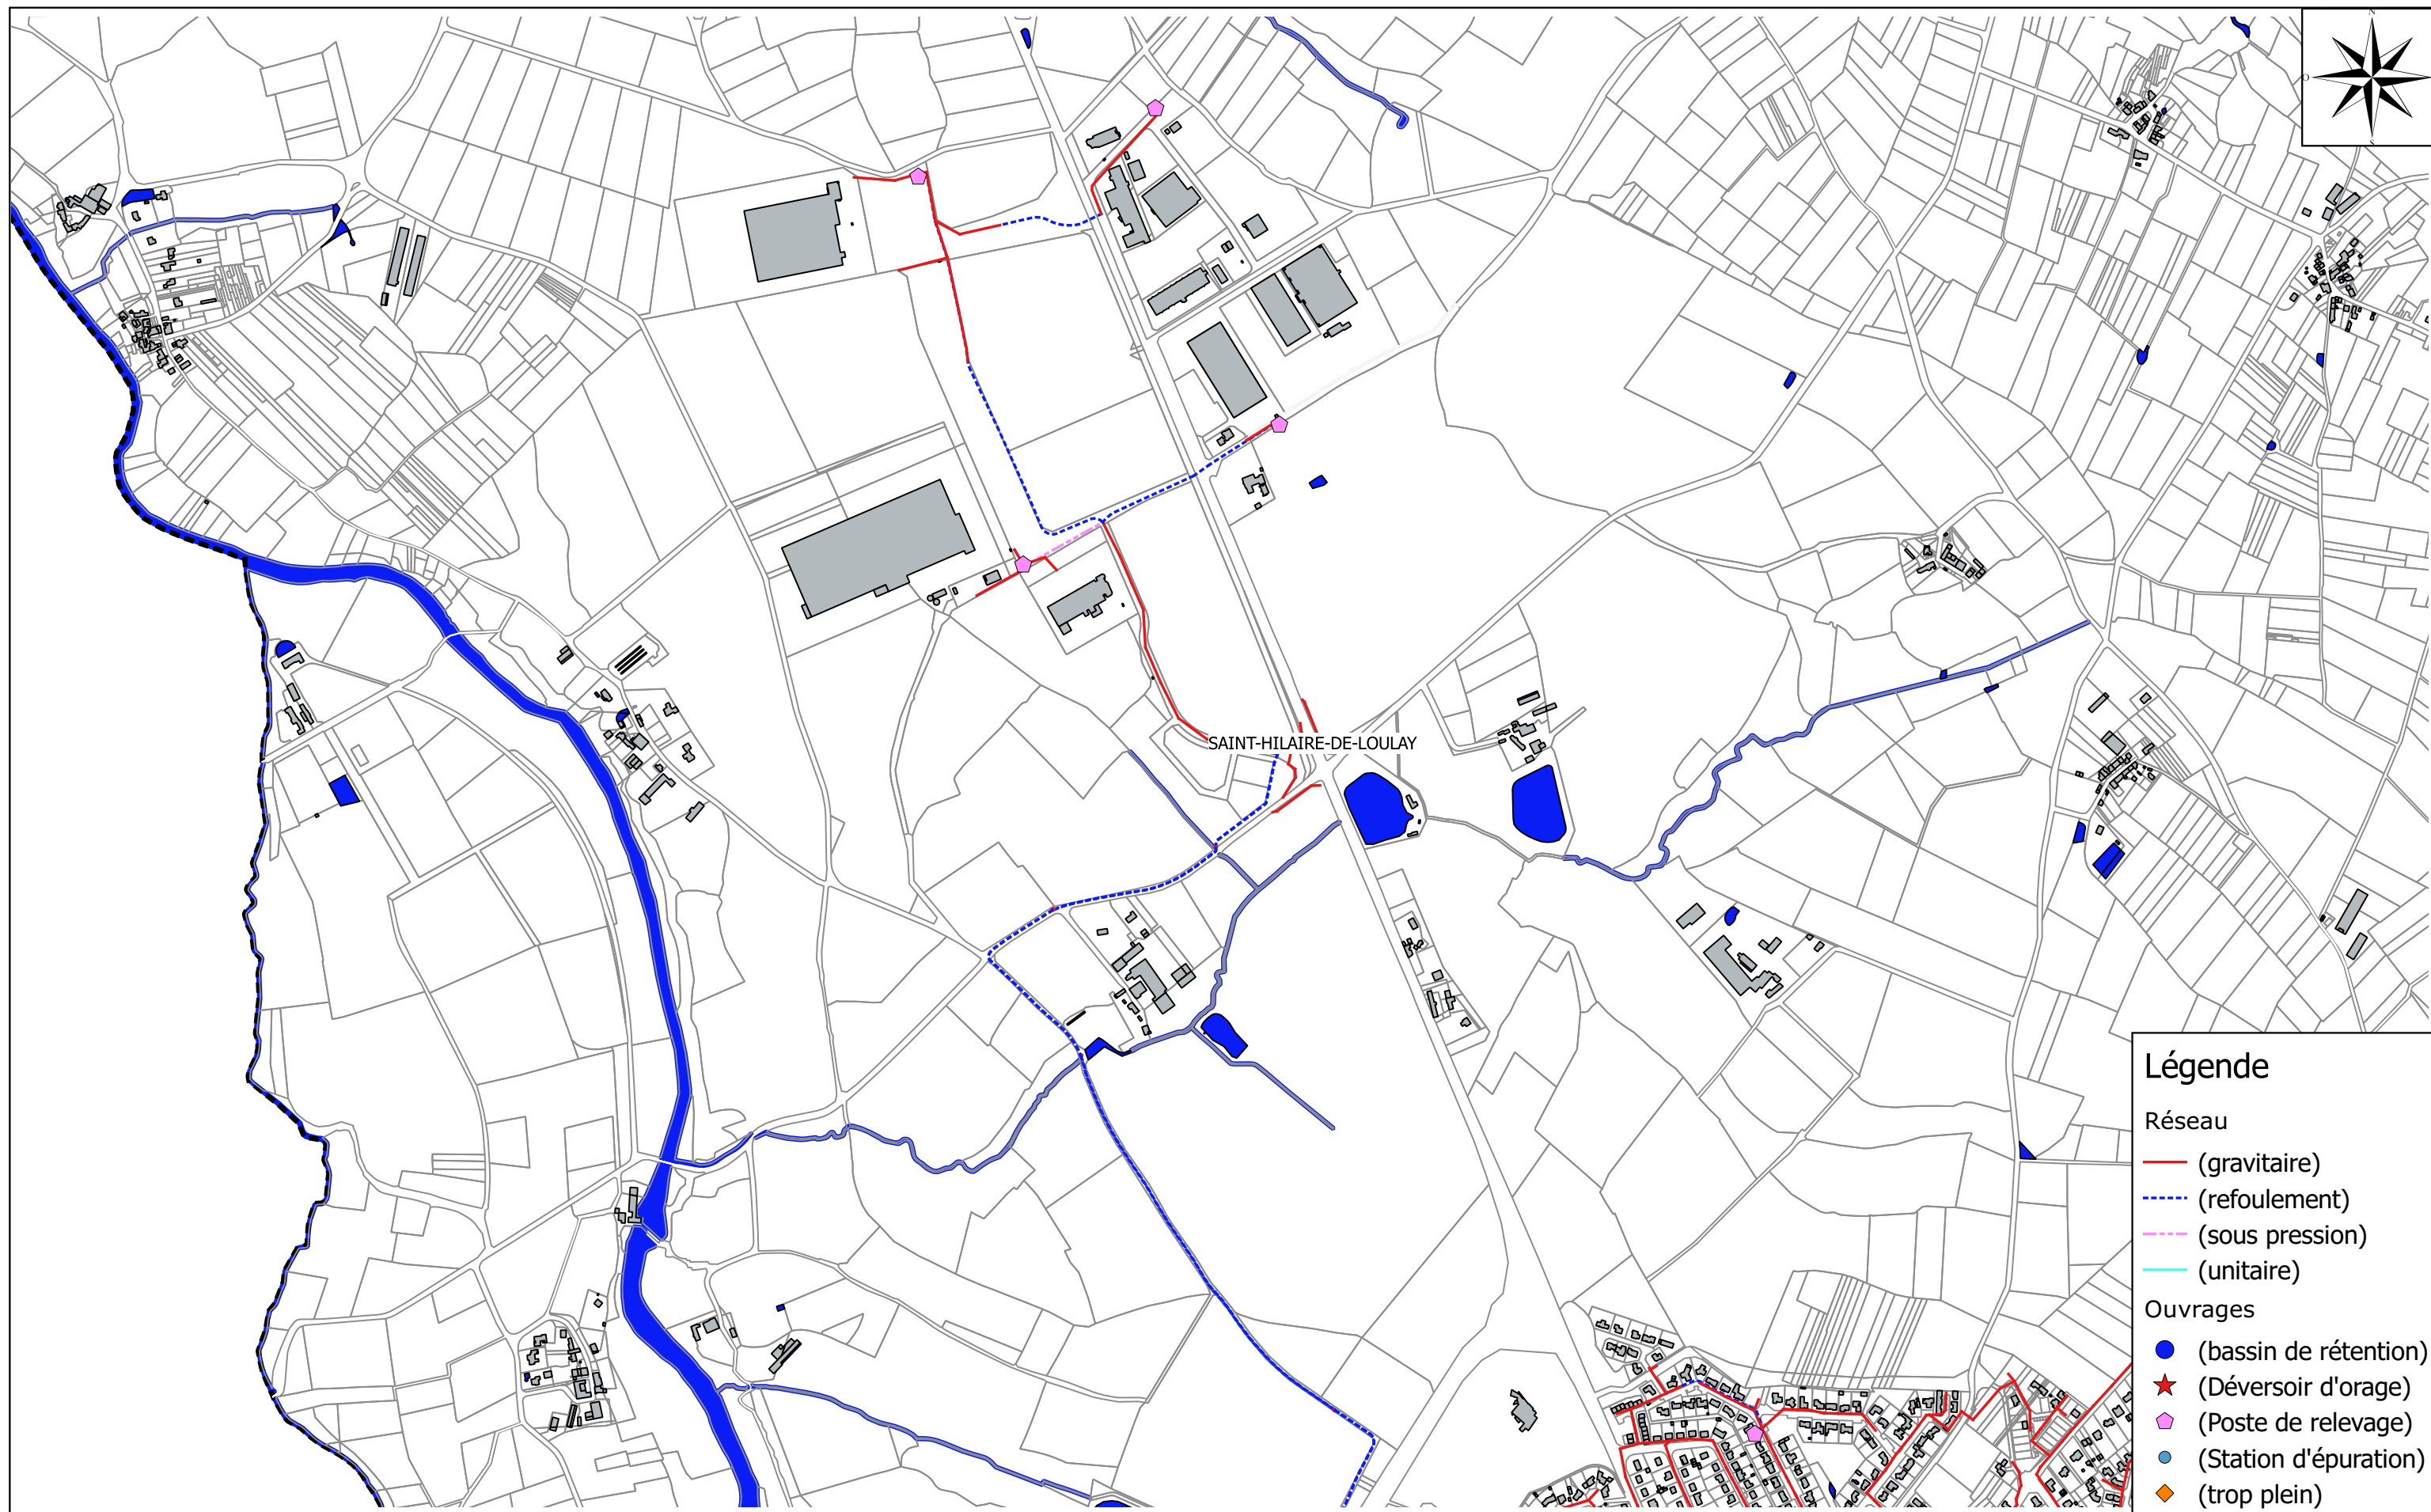 N
O
S
SAINT-HILAIRE-DE-LOULAY
Légende
Réseau
(gravitaire)
(refoulement)
(sous pression)
(unitaire)
Ouvrages
(bassin de rétention)
(Déversoir d'orage)
(Poste de relevage)
(Station d'épuration)
(trop plein)